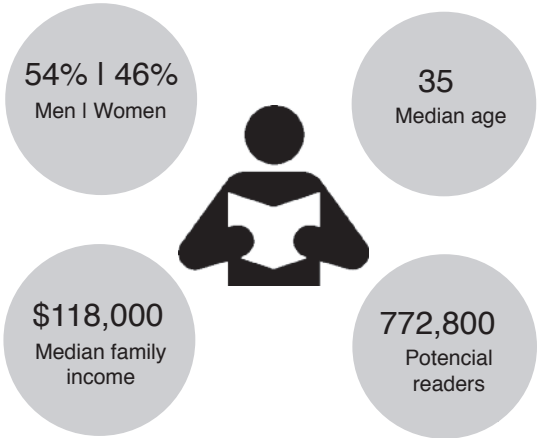 54% | 46%
Men | Women
35
Median age
$118,000
Median family
income
772,800
Potencial
readers